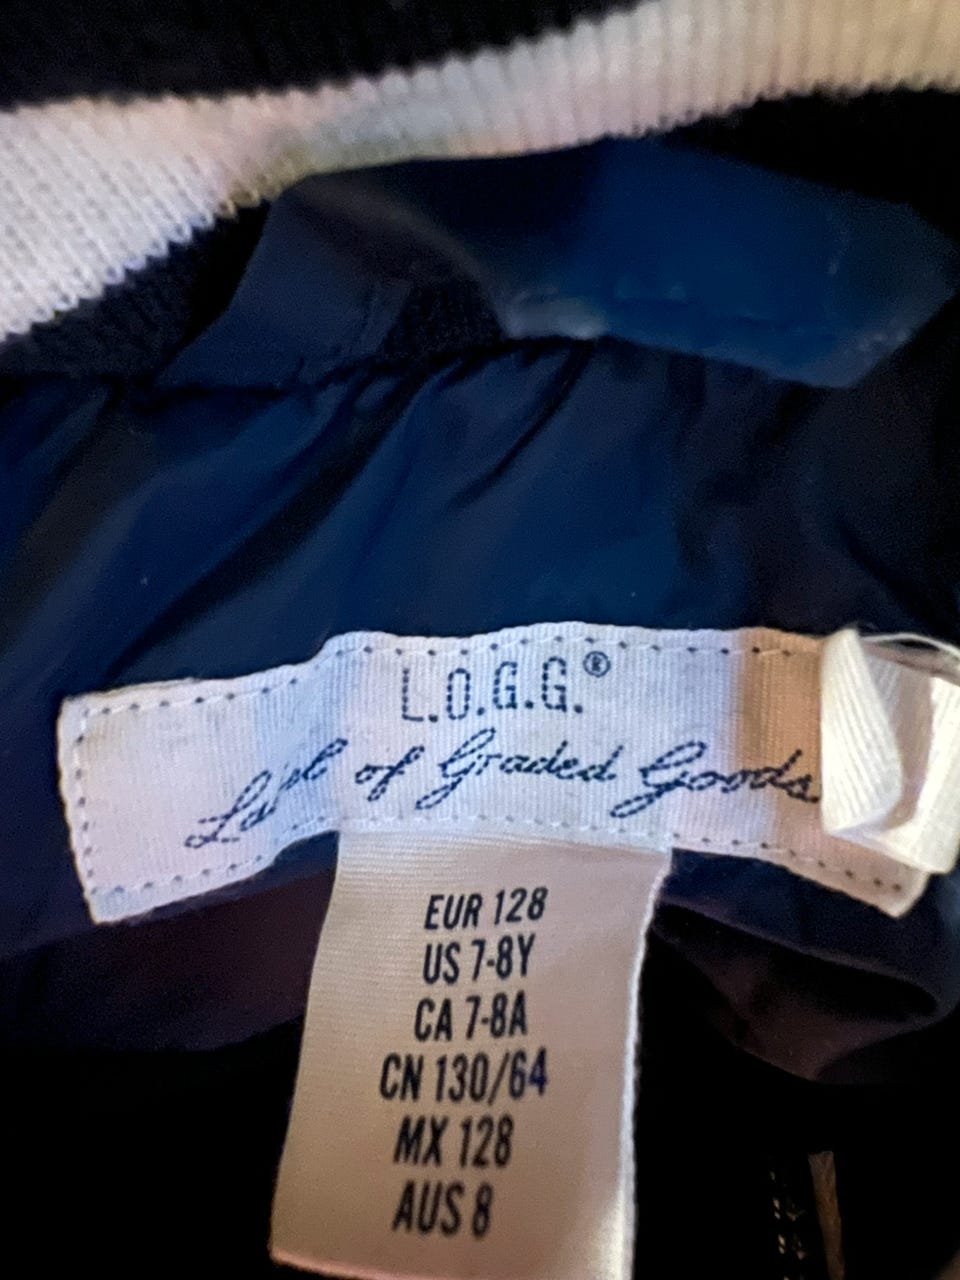 L.O.G.G.®
Label of Graded Goods
EUR 128
US 7-8Y
CA 7-8A
CN 130/64
MX 128
AUS 8